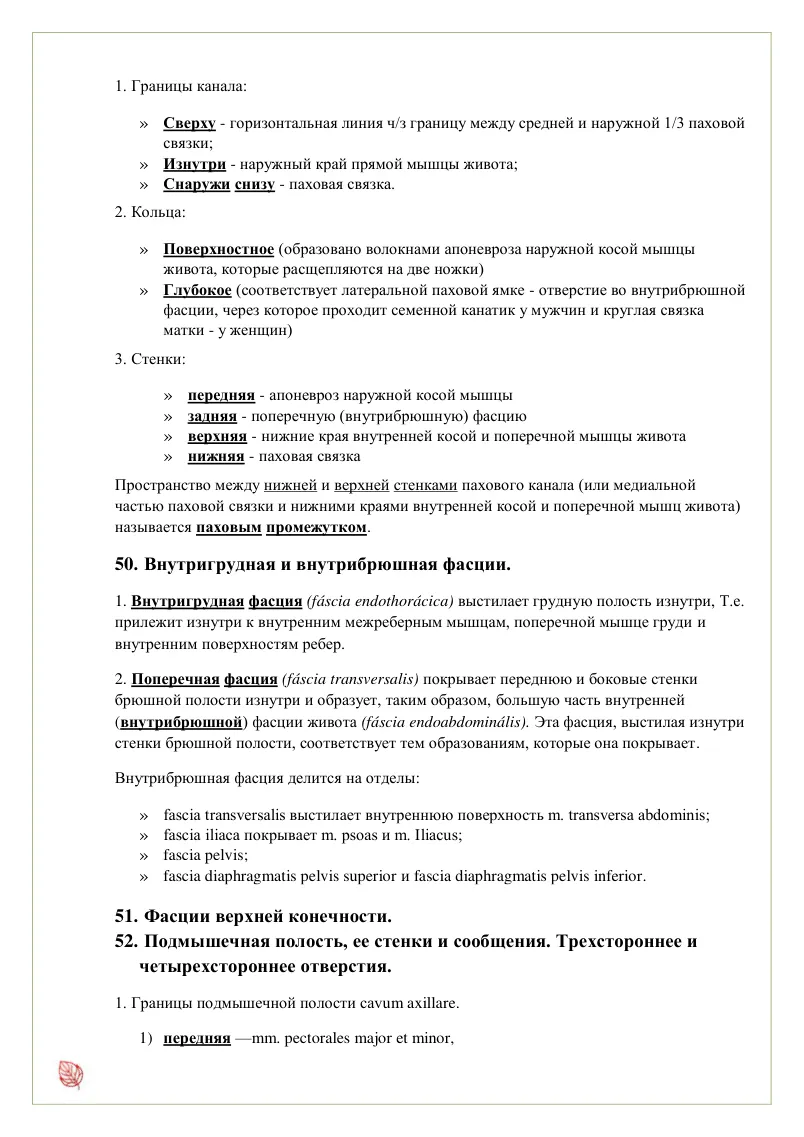 1. Границы канала:
» Сверху - горизонтальная линия ч/з границу между средней и наружной 1/3 паховой
связки;
» Изнутри - наружный край прямой мышцы живота;
» Снаружи снизу - паховая связка.
2. Кольца:
» Поверхностное (образовано волокнами апоневроза наружной косой мышцы
живота, которые расщепляются на две ножки)
» Глубокое (соответствует латеральной паховой ямке - отверстие во внутрибрюшной
фасции, через которое проходит семенной канатик у мужчин и круглая связка
матки - у женщин)
3. Стенки:
» передняя - апоневроз наружной косой мышцы
» задняя - поперечную (внутрибрюшную) фасцию
» верхняя - нижние края внутренней косой и поперечной мышцы живота
» нижняя - паховая связка
Пространство между нижней и верхней стенками пахового канала (или медиальной
частью паховой связки и нижними краями внутренней косой и поперечной мышц живота)
называется паховым промежутком.
50. Внутригрудная и внутрибрюшная фасции.
1. Внутригрудная фасция (fáscia endothorácica) выстилает грудную полость изнутри, Т.е.
прилежит изнутри к внутренним межреберным мышцам, поперечной мышце груди и
внутренним поверхностям ребер.
2. Поперечная фасция (fáscia transversalis) покрывает переднюю и боковые стенки
брюшной полости изнутри и образует, таким образом, большую часть внутренней
(внутрибрюшной) фасции живота (fáscia endoabdominális). Эта фасция, выстилая изнутри
стенки брюшной полости, соответствует тем образованиям, которые она покрывает.
Внутрибрюшная фасция делится на отделы:
» fascia transversalis выстилает внутреннюю поверхность m. transversa abdominis;
» fascia iliaca покрывает m. psoas и m. Iliacus;
» fascia pelvis;
» fascia diaphragmatis pelvis superior и fascia diaphragmatis pelvis inferior.
51. Фасции верхней конечности.
52. Подмышечная полость, ее стенки и сообщения. Трехстороннее и
четырехстороннее отверстия.
1. Границы подмышечной полости cavum axillare.
1) передняя —mm. pectorales major et minor,